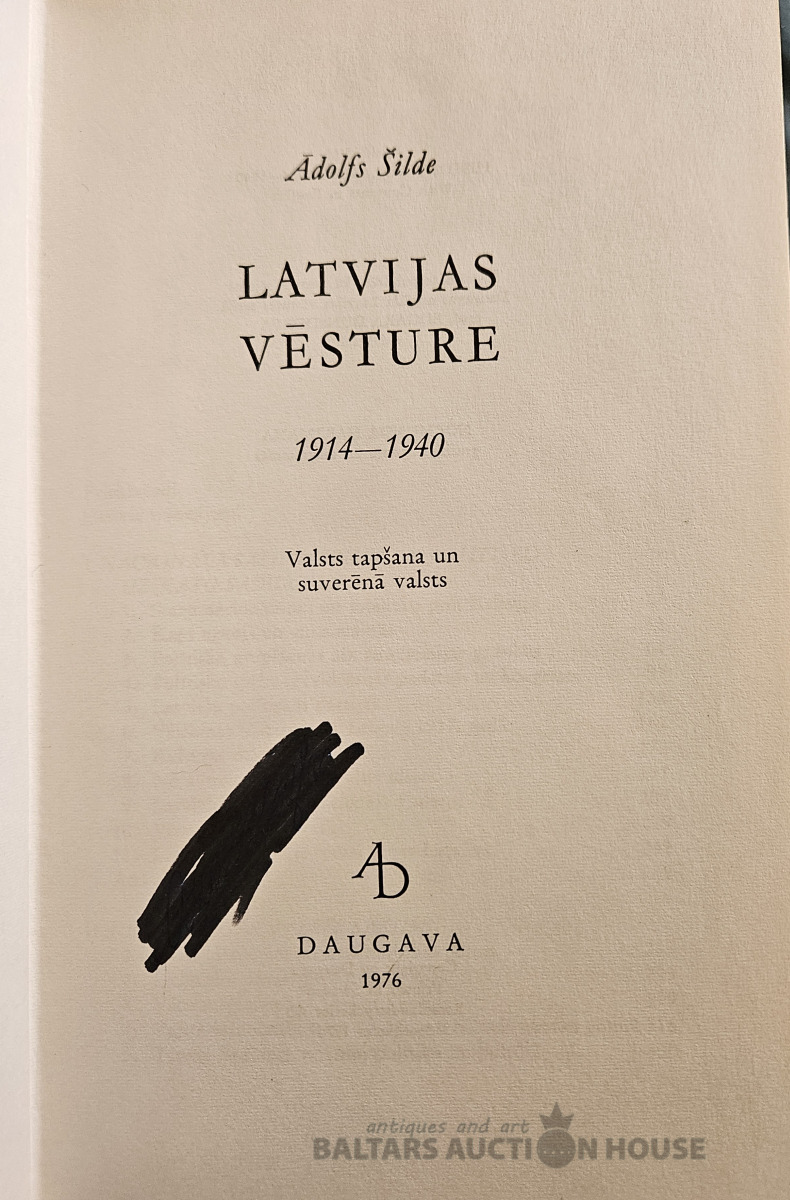 Ādolfs Šilde
LATVIJAS
VĒSTURE
1914—1940
Valsts tapšana un
suverēnā valsts
AD
DAUGAVA
1976
antiques and art
BALTARS AUCTION HOUSE